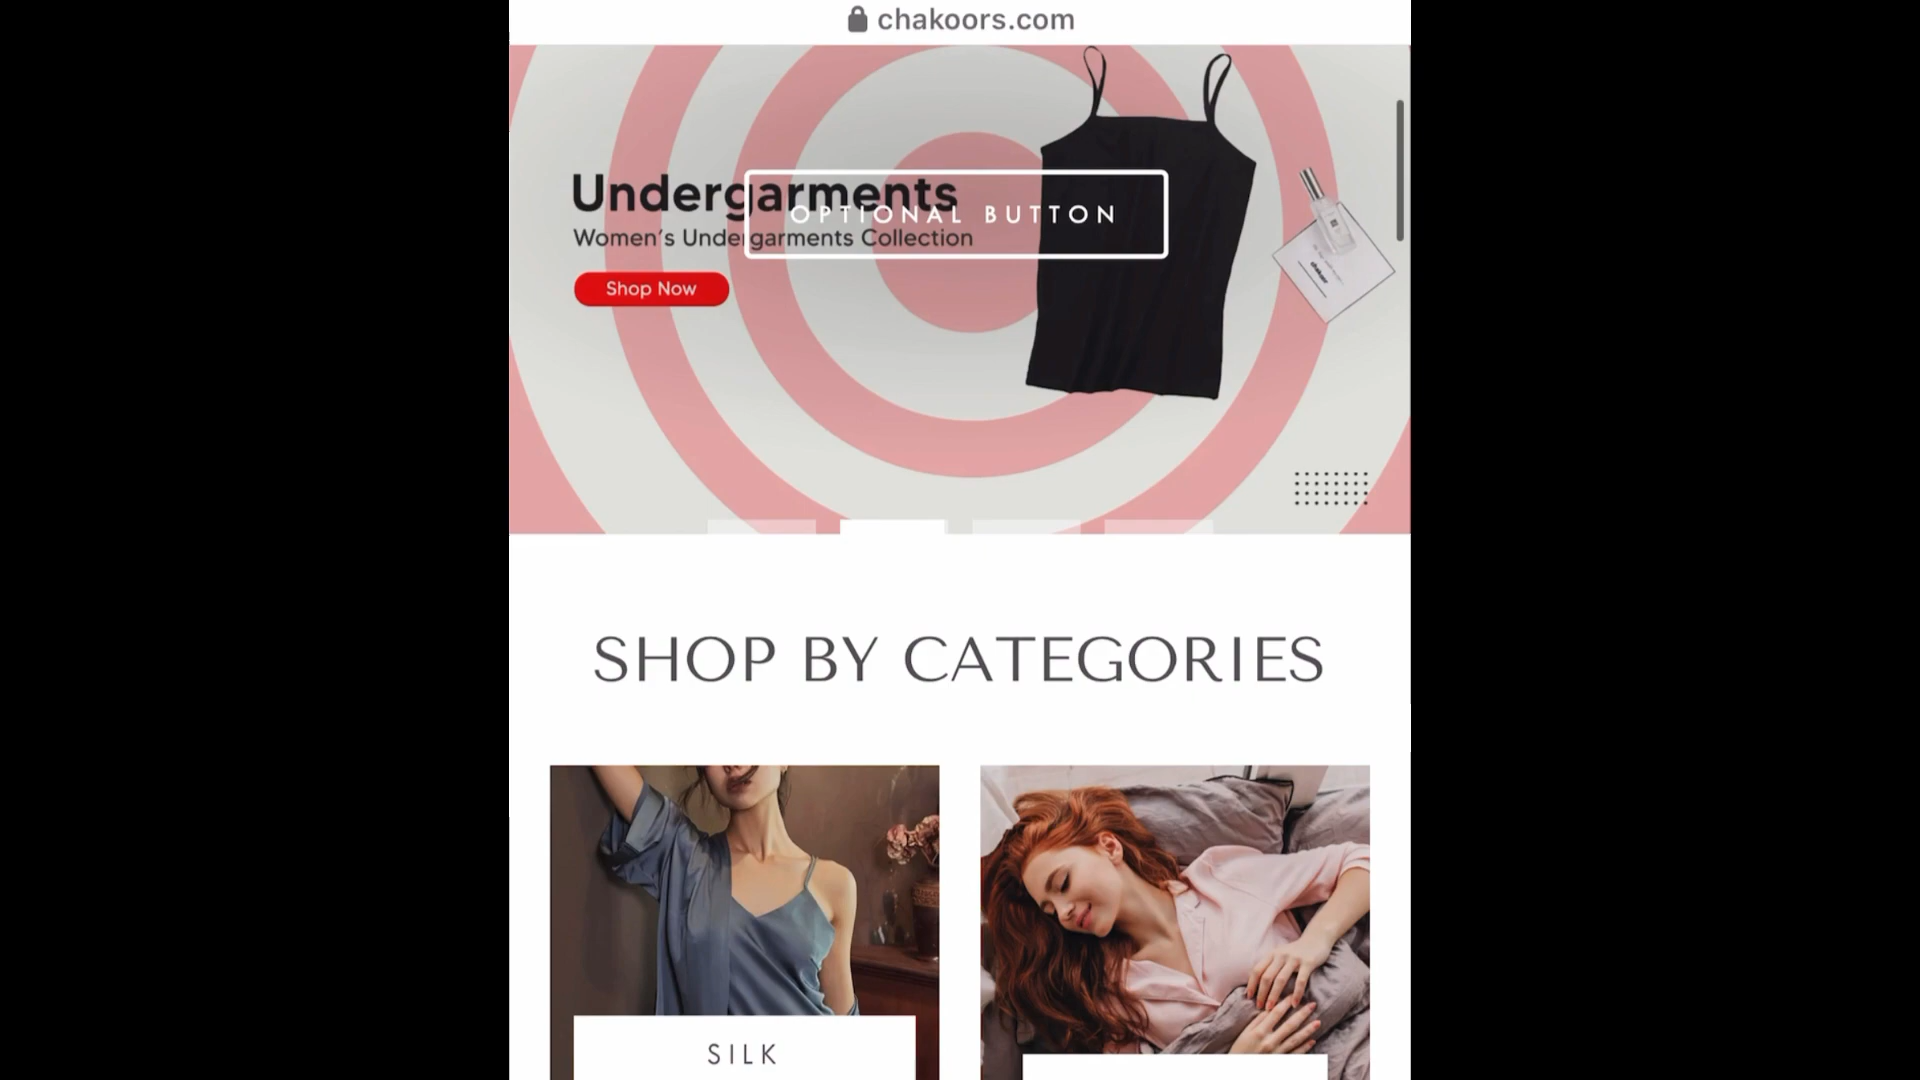 chakoors.com
Undergarments
OPTIONAL BUTTON
Women's Undergarments Collection
Shop Now
SHOP BY CATEGORIES
SILK